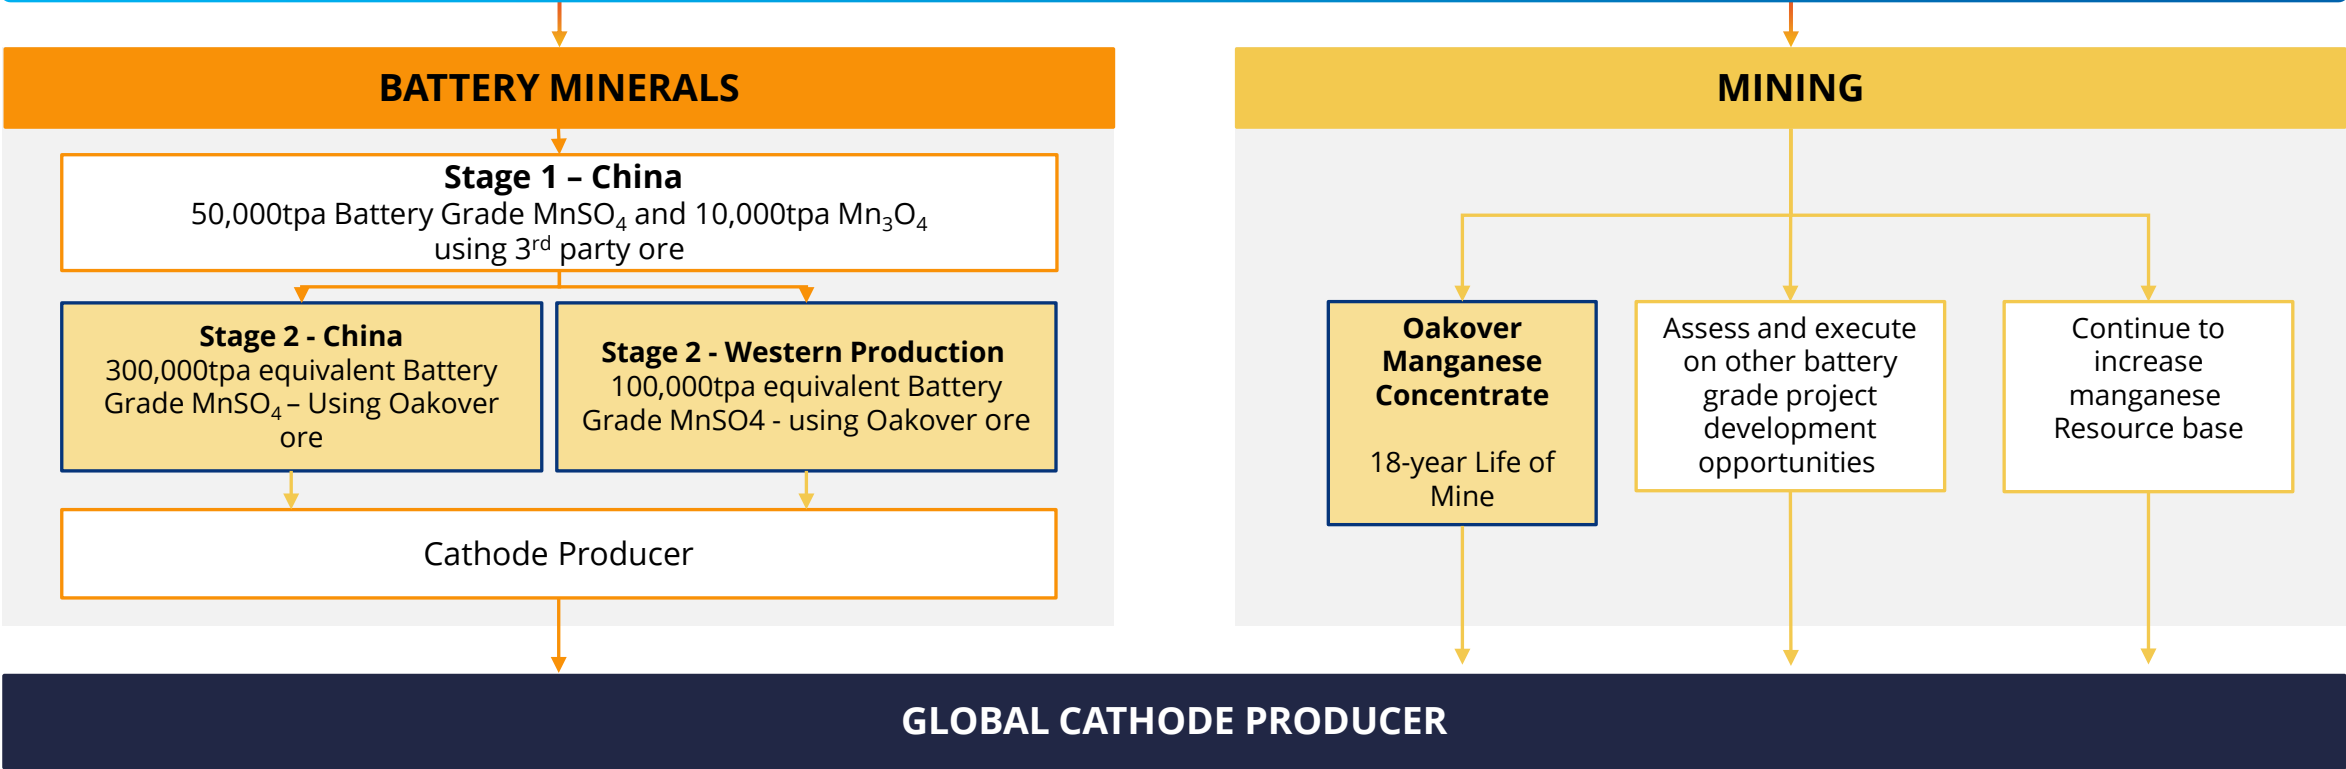 BATTERY MINERALS
Stage 1 – China
50,000tpa Battery Grade MnSO₄ and 10,000tpa Mn₃O₄
using 3ʳᵈ party ore
Stage 2 - China
300,000tpa equivalent Battery
Grade MnSO₄ – Using Oakover
ore
Stage 2 - Western Production
100,000tpa equivalent Battery
Grade MnSO4 - using Oakover ore
Cathode Producer
MINING
Oakover
Manganese
Concentrate
18-year Life of
Mine
Assess and execute
on other battery
grade project
development
opportunities
Continue to
increase
manganese
Resource base
GLOBAL CATHODE PRODUCER